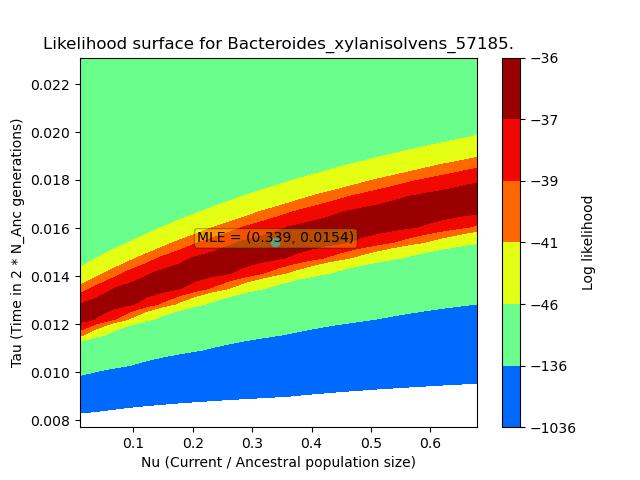 Likelihood surface for Bacteroides_xylanisolvens_57185.
Tau (Time in 2 * N_Anc generations)
0.022
0.020
0.018
0.016
0.014
0.012
0.010
0.008
MLE = (0.339, 0.0154)
0.1 0.2 0.3 0.4 0.5 0.6
Nu (Current / Ancestral population size)
−36
−37
−39
−41
−46
−136
−1036
Log likelihood